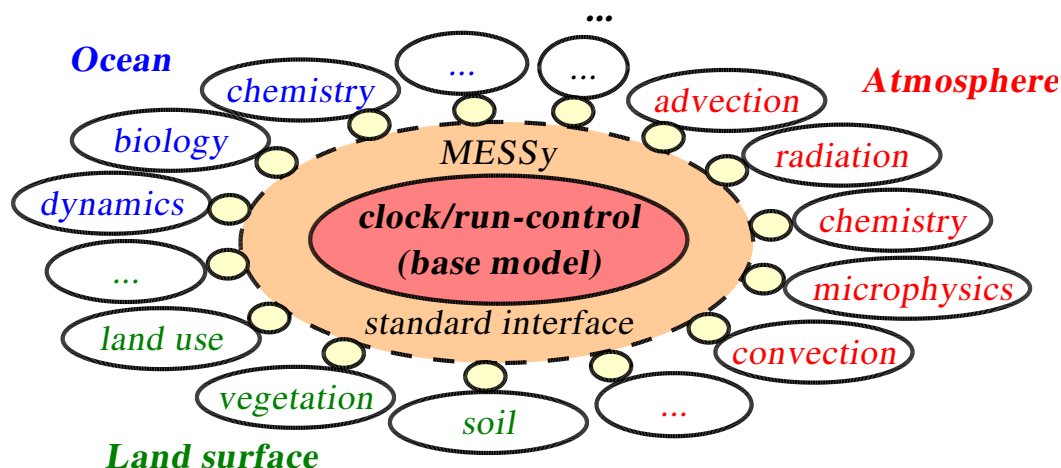 ...
Ocean
...
...
chemistry
advection
Atmosphere
biology
MESSy
radiation
dynamics
clock/run-control
(base model)
chemistry
...
microphysics
land use
standard interface
convection
vegetation
soil
...
Land surface